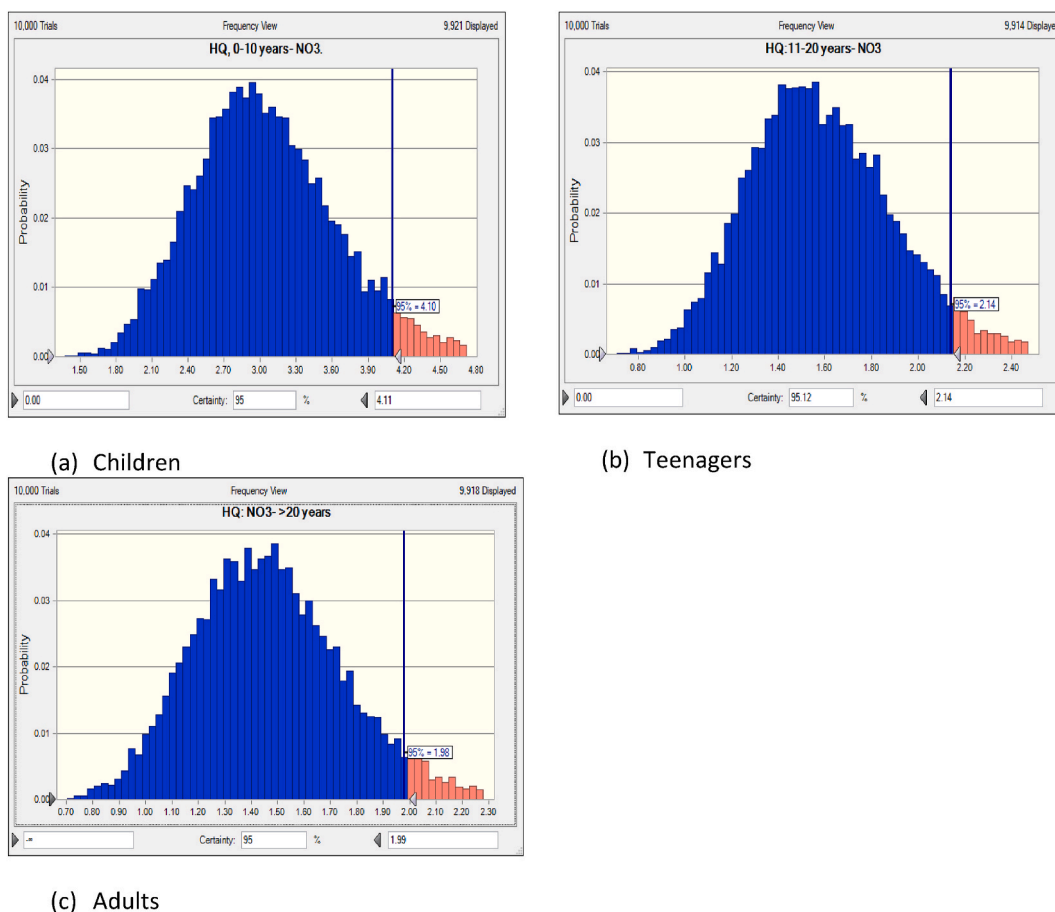 10,000 Trials Frequency View 9,921 Displayed
HQ, 0-10 years- NO3.
Probability
0.04
0.03
0.02
0.01
0.00
95% = 4.10
1.50 1.80 2.10 2.40 2.70 3.00 3.30 3.60 3.90 4.20 4.50 4.80
0.00 Certainty: 95 % 4.11
(a) Children
10,000 Trials Frequency View 9,914 Displayed
HQ:11-20 years- NO3
Probability
0.04
0.03
0.02
0.01
0.00
95% = 2.14
0.80 1.00 1.20 1.40 1.60 1.80 2.00 2.20 2.40
0.00 Certainty: 95.12 % 2.14
(b) Teenagers
10,000 Trials Frequency View 9,918 Displayed
HQ: NO3- >20 years
Probability
0.04
0.03
0.02
0.01
0.00
95% = 1.98
0.70 0.80 0.90 1.00 1.10 1.20 1.30 1.40 1.50 1.60 1.70 1.80 1.90 2.00 2.10 2.20 2.30
-∞ Certainty: 95 % 1.99
(c) Adults